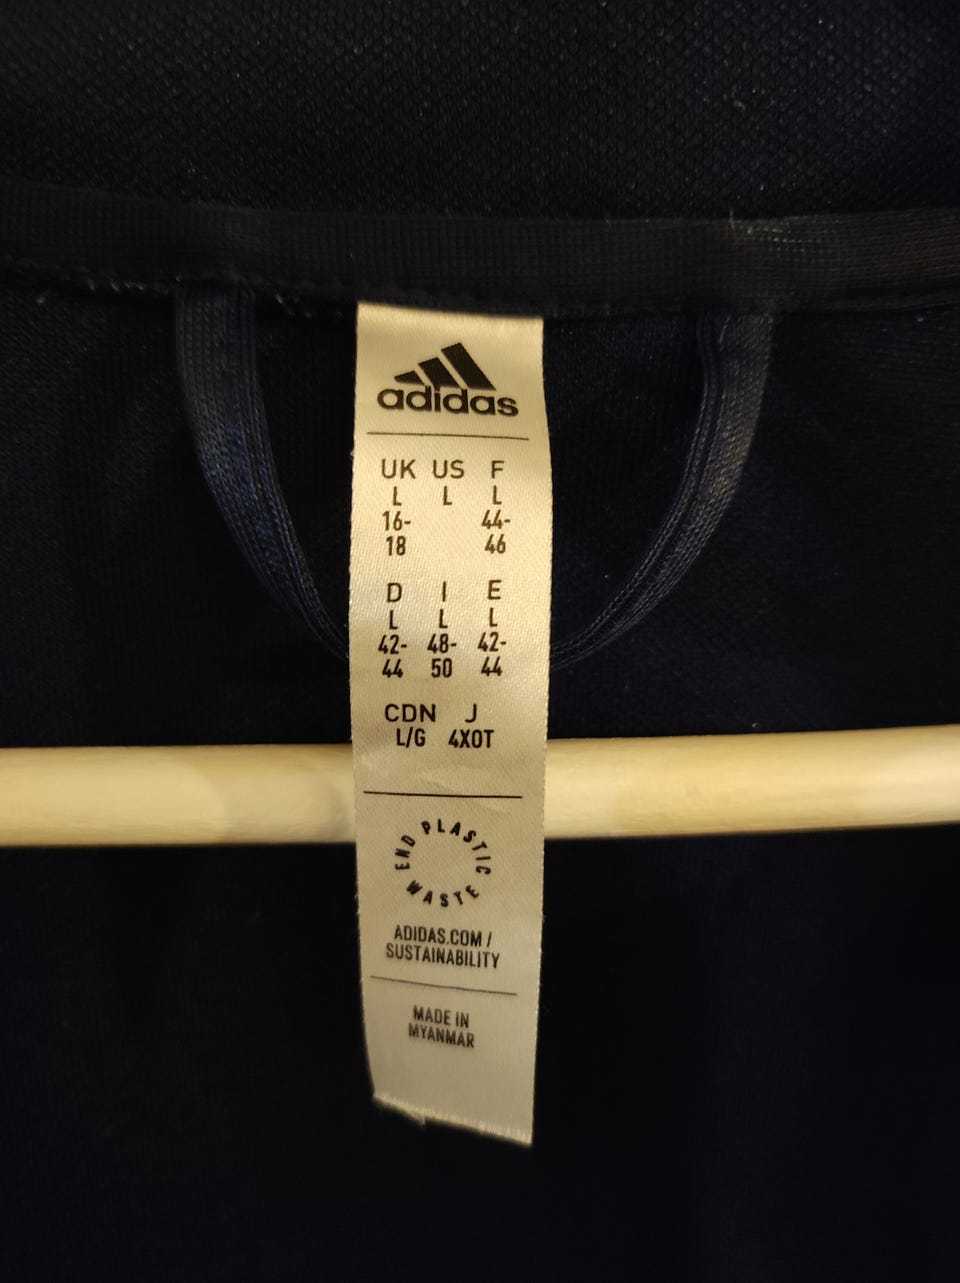 adidas
UK US F
L L L
16- 44-
18 46
D I E
L L L
42- 48- 42-
44 50 44
CDN J
L/G 4XOT
END PLASTIC
WASTE
ADIDAS.COM/
SUSTAINABILITY
MADE IN
MYANMAR